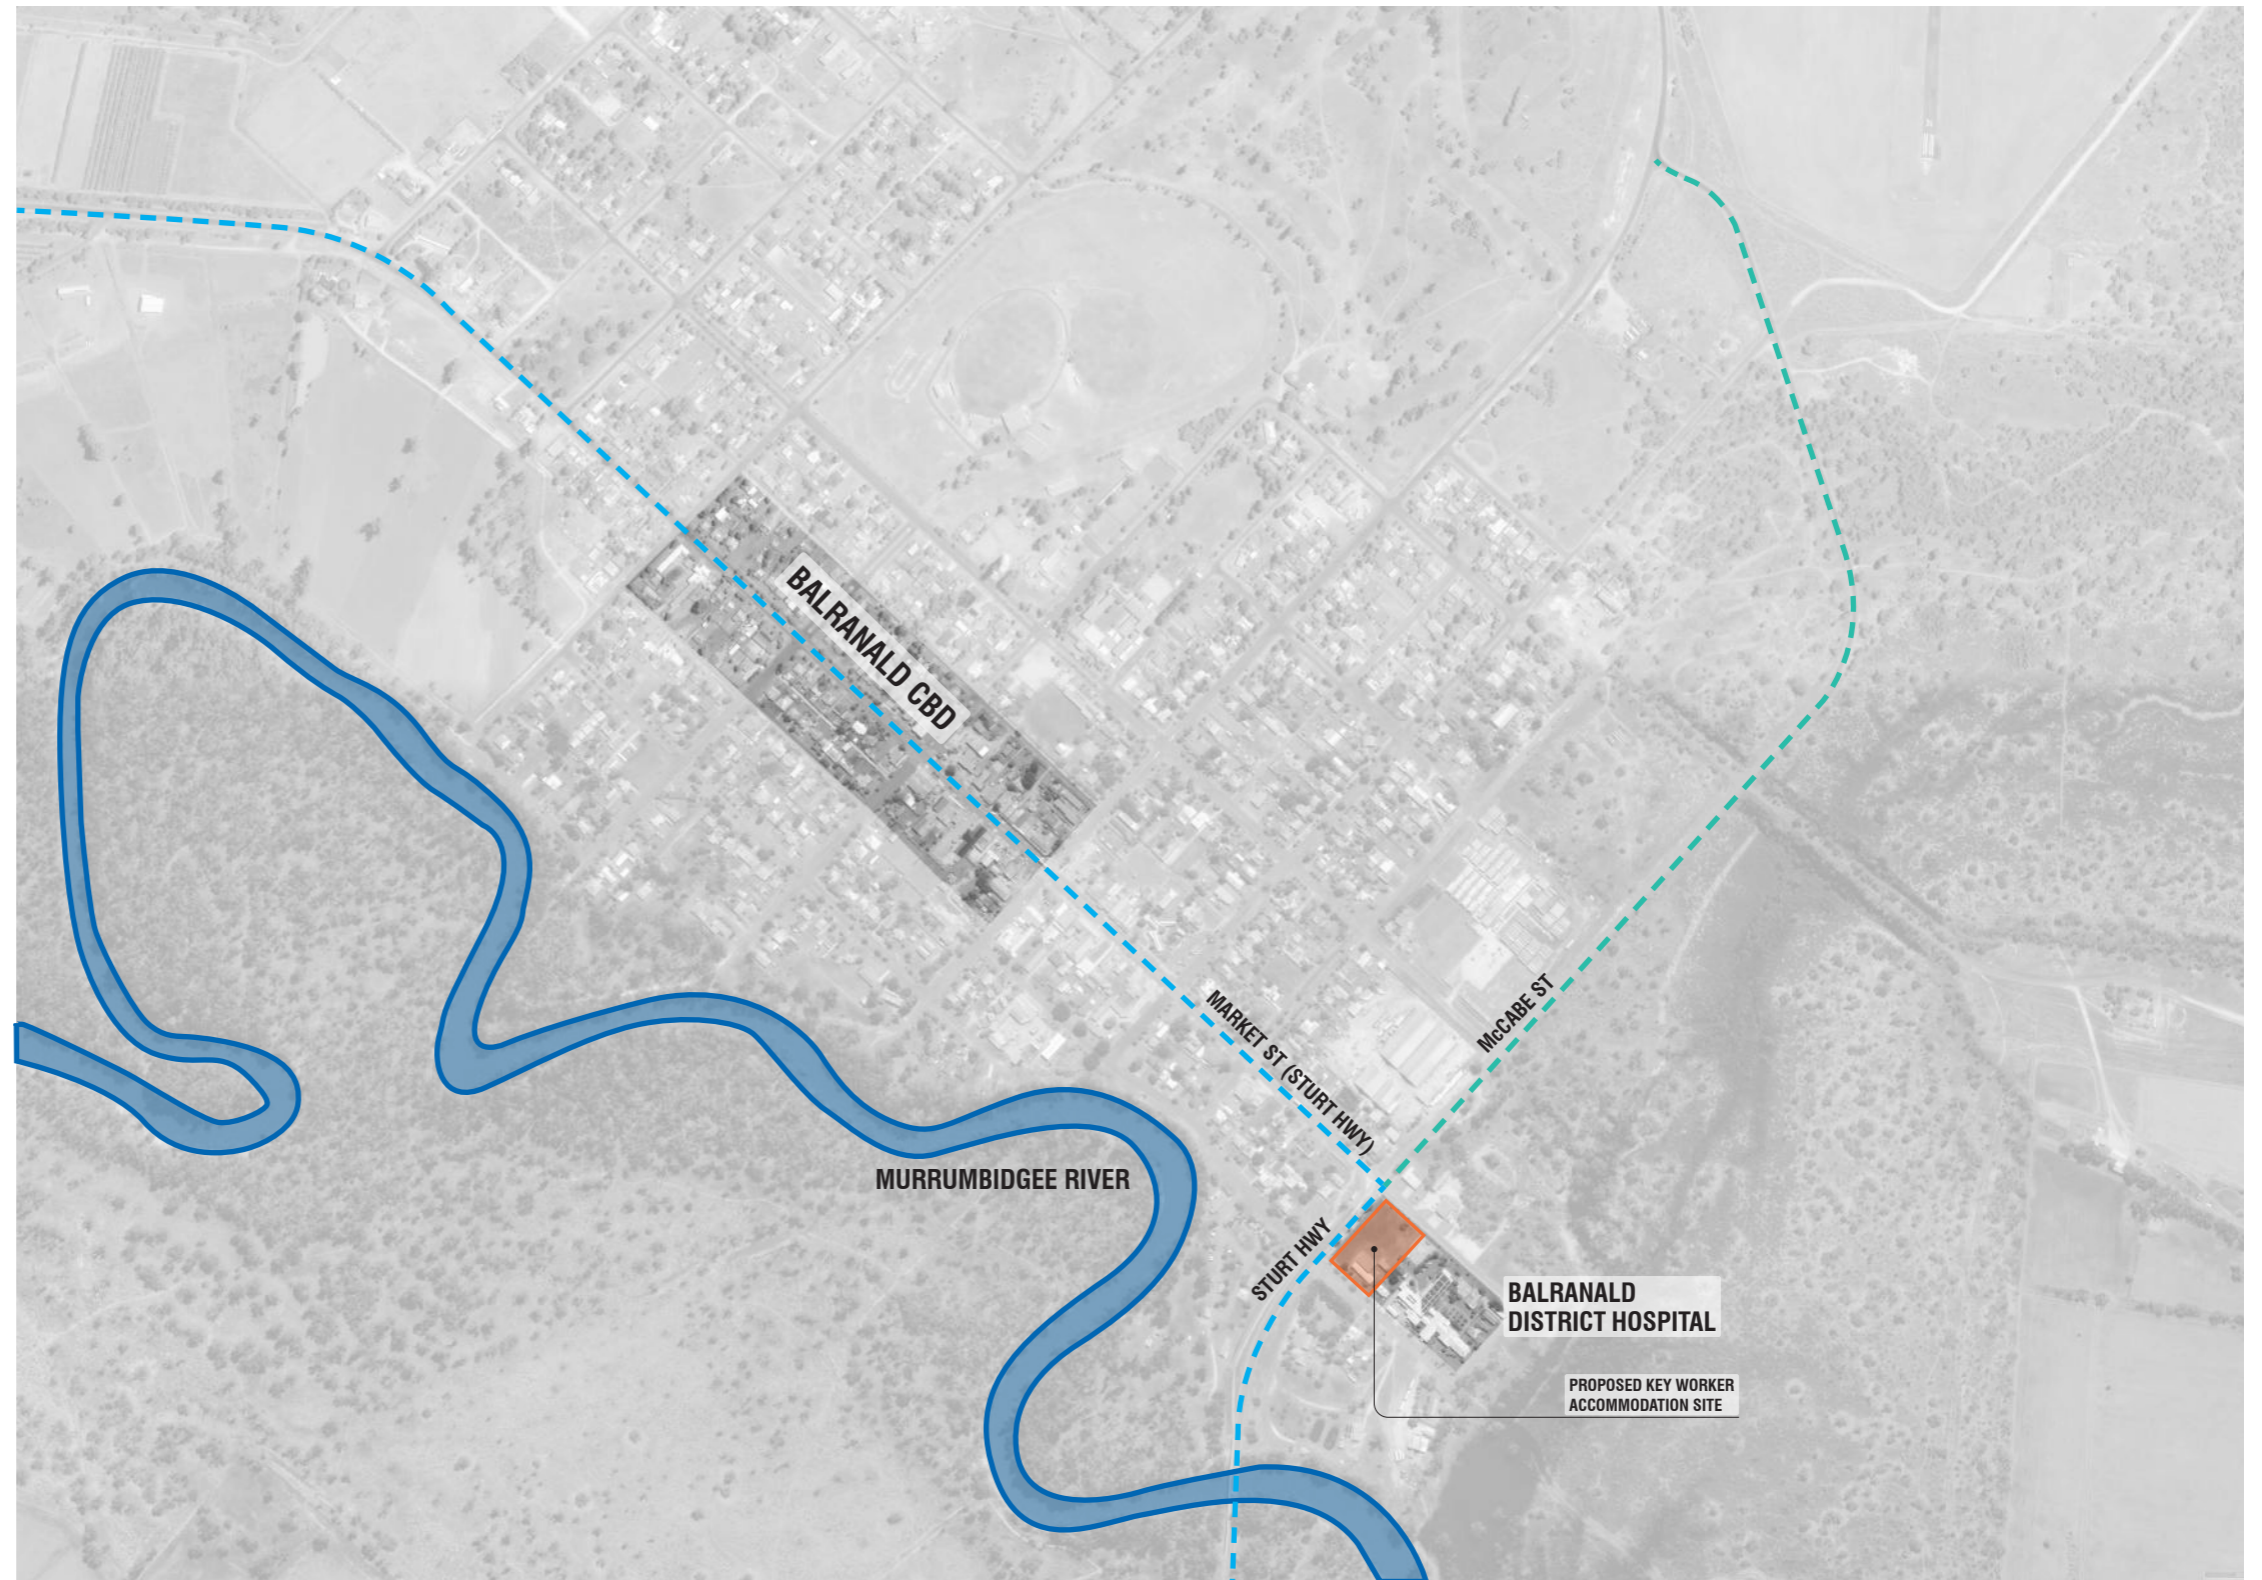 BALRANALD CBD
MARKET ST (STURT HWY)
McCABE ST
MURRUMBIDGEE RIVER
STURT HWY
BALRANALD
DISTRICT HOSPITAL
PROPOSED KEY WORKER
ACCOMMODATION SITE